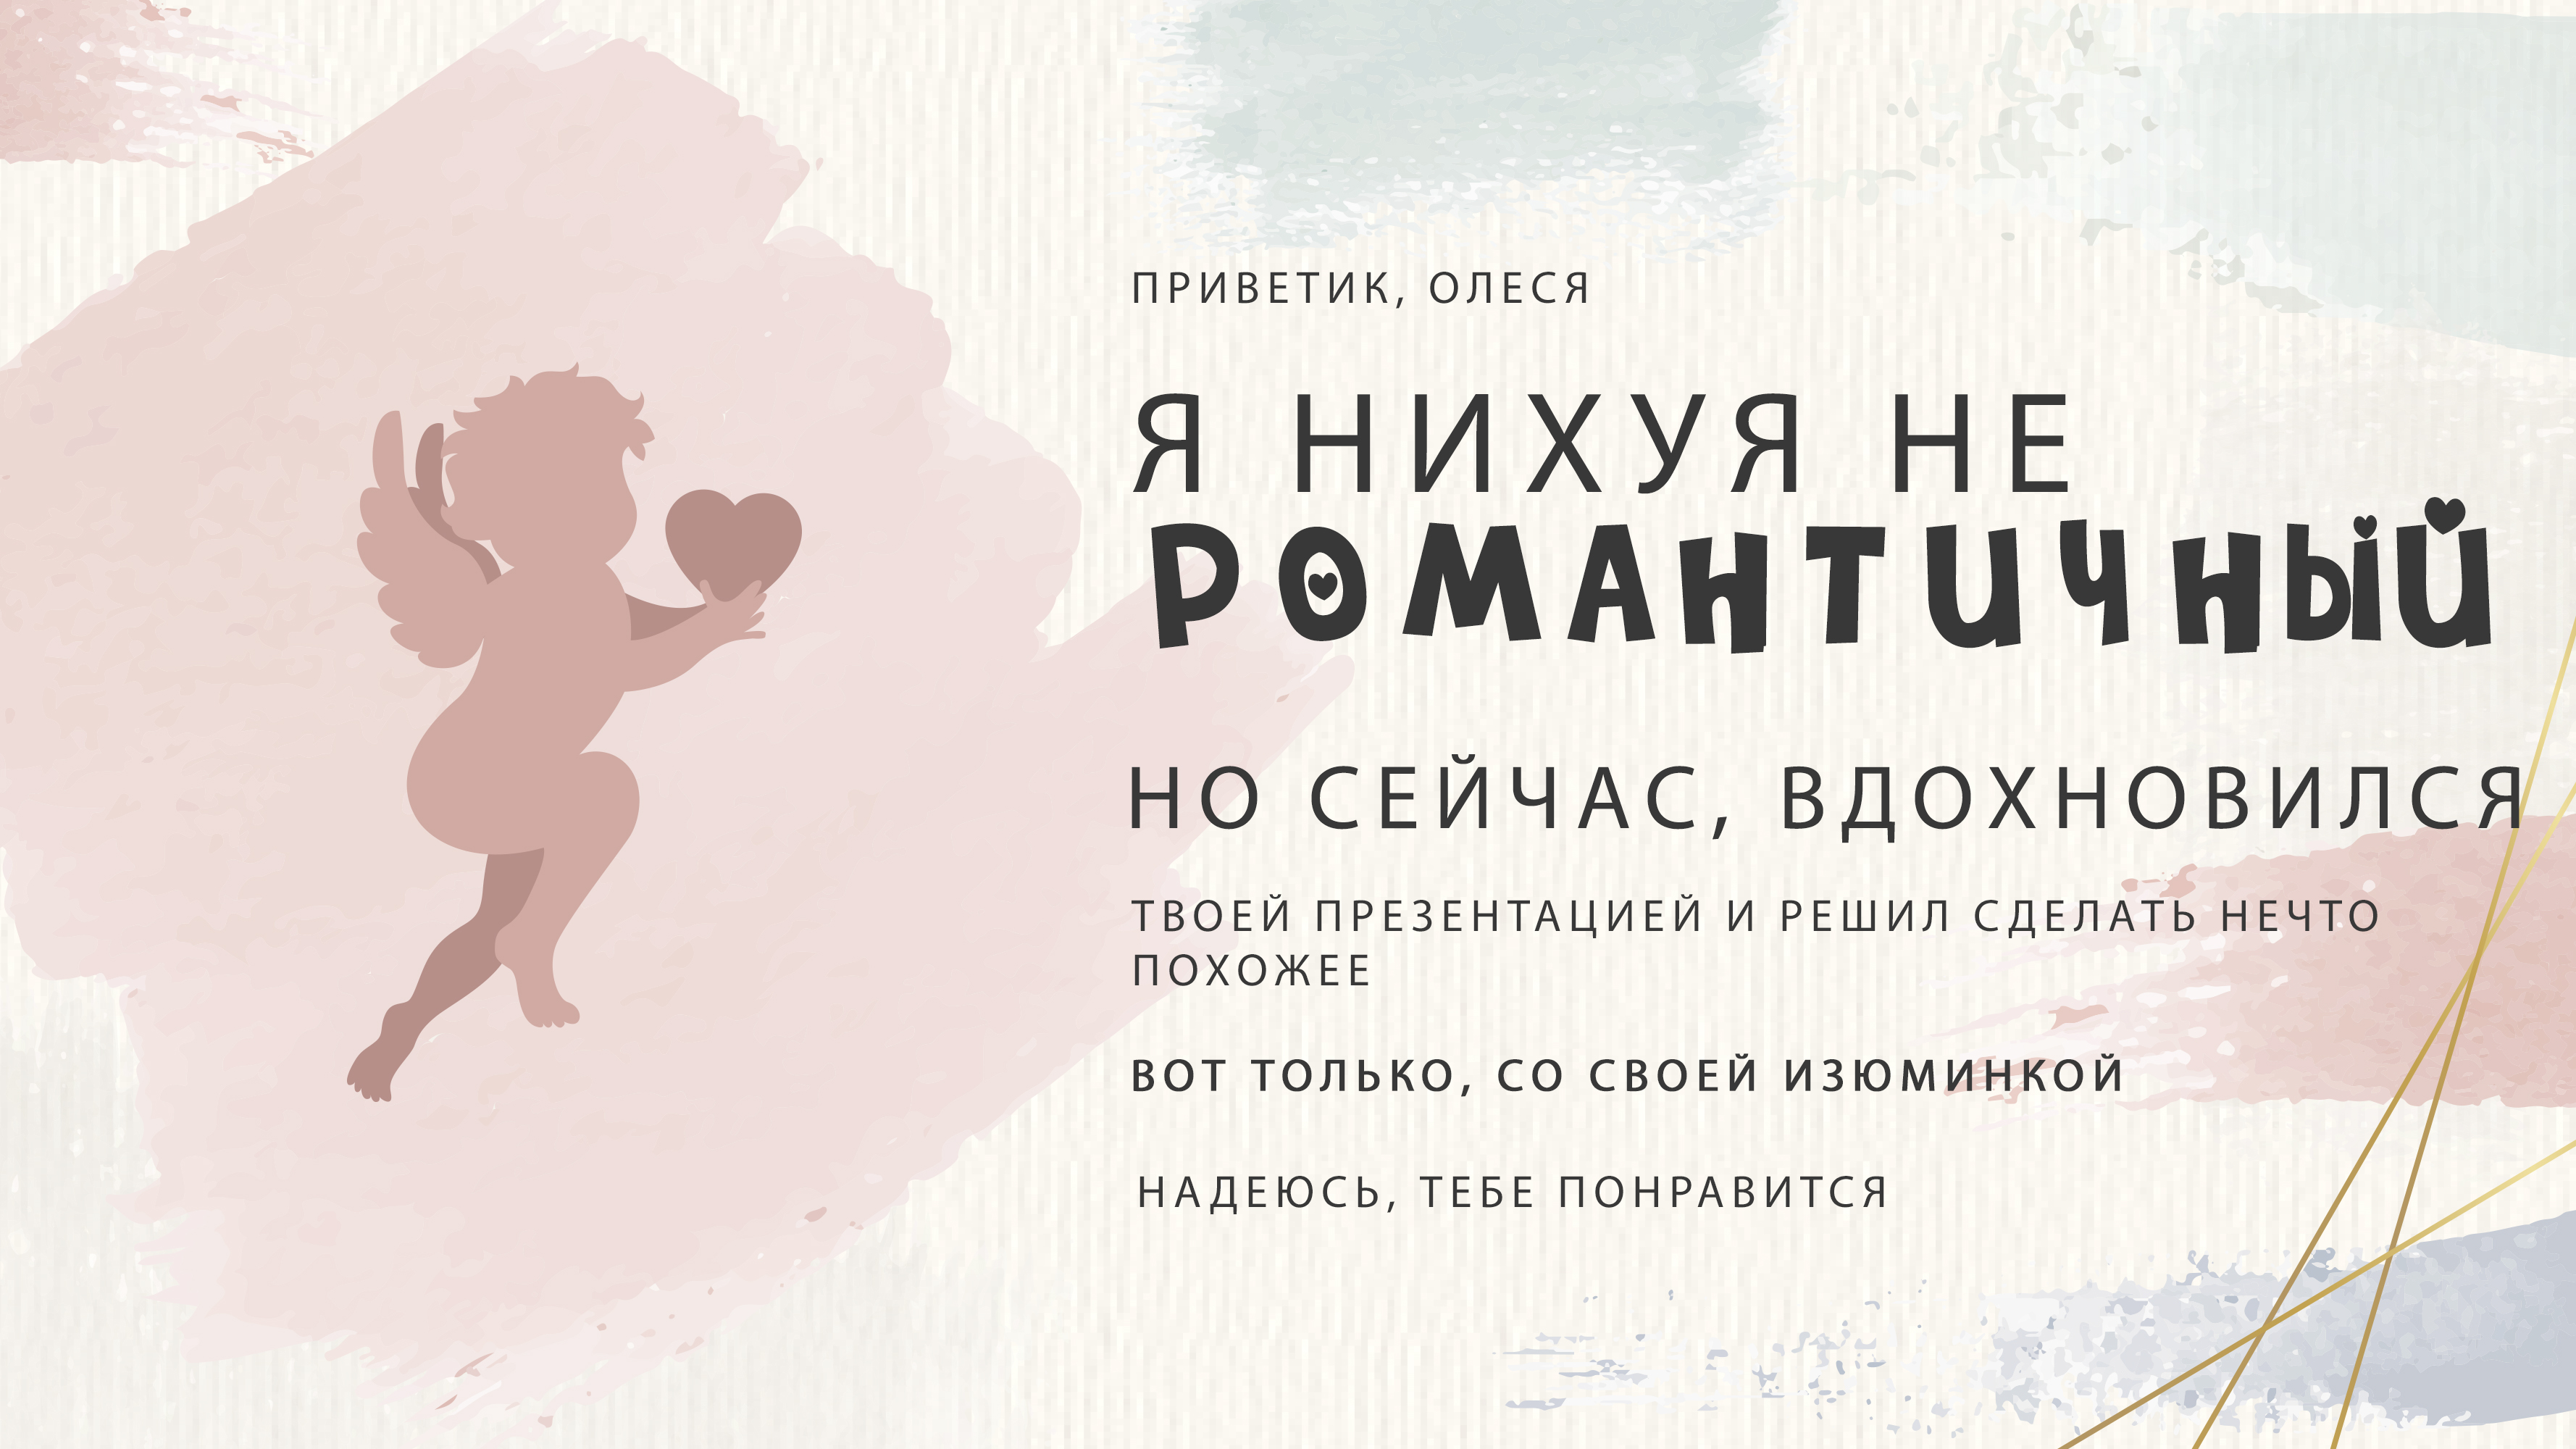 ПРИВЕТИК, ОЛЕСЯ
Я НИХУЯ НЕ
РОМАНТИЧНЫЙ
НО СЕЙЧАС, ВДОХНОВИЛСЯ
ТВОЕЙ ПРЕЗЕНТАЦИЕЙ И РЕШИЛ СДЕЛАТЬ НЕЧТО
ПОХОЖЕЕ
ВОТ ТОЛЬКО, СО СВОЕЙ ИЗЮМИНКОЙ
НАДЕЮСЬ, ТЕБЕ ПОНРАВИТСЯ